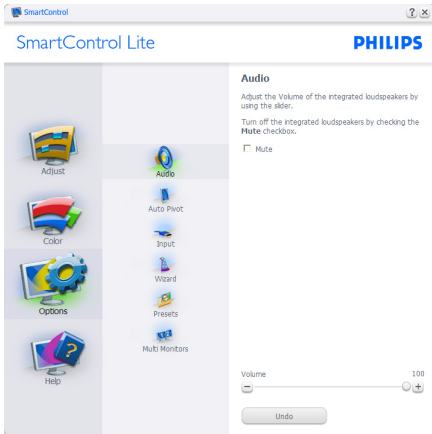 SmartControl
SmartControl Lite
PHILIPS
Adjust
Color
Options
Help
Audio
Auto Pivot
Input
Wizard
Presets
Multi Monitors
Audio
Adjust the Volume of the integrated loudspeakers by
using the slider.
Turn off the integrated loudspeakers by checking the
Mute checkbox.
Mute
Volume 100
Undo